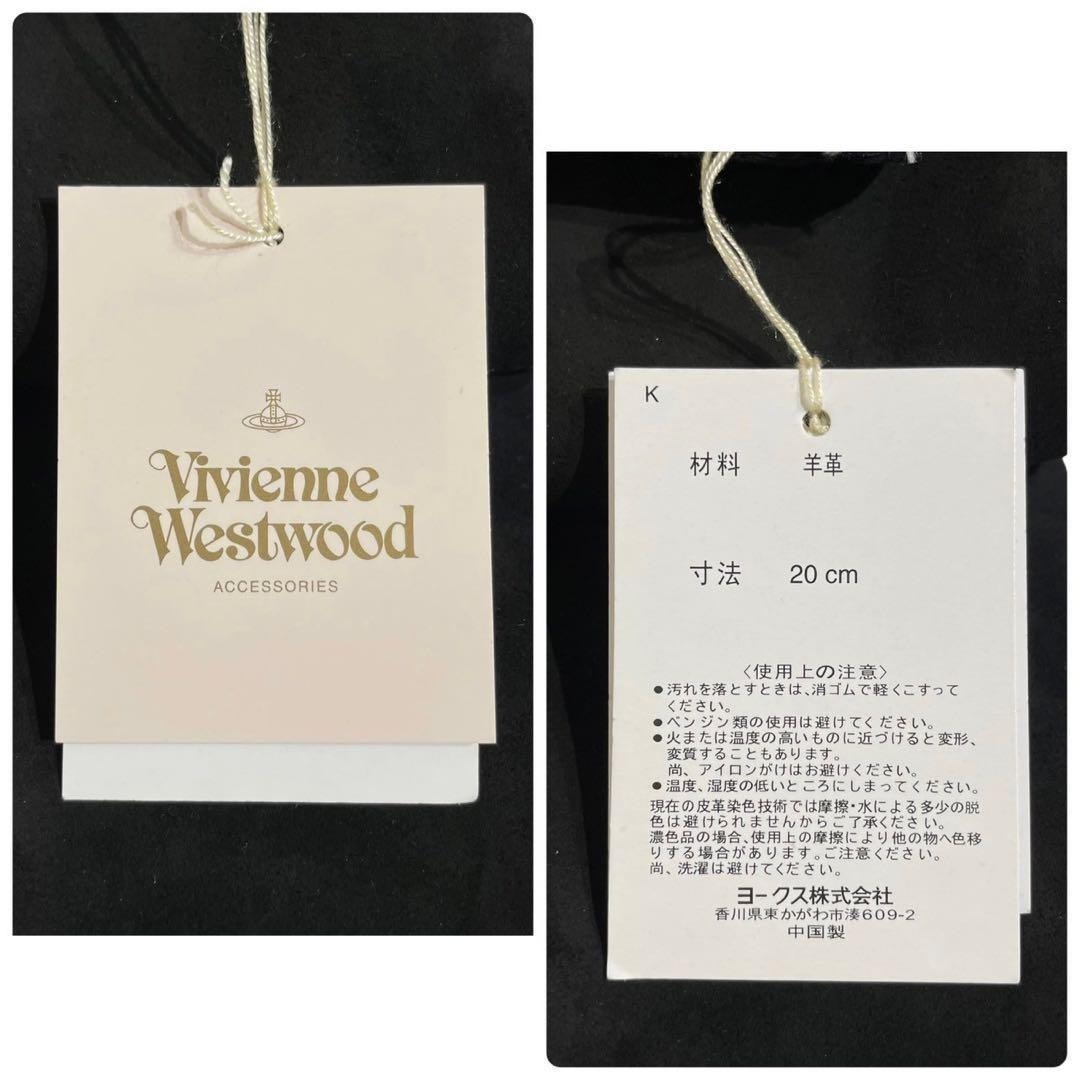 Vivienne
Westwood
ACCESSORIES
K
材料 羊革
寸法 20 cm
〈使用上の注意〉
●汚れを落とすときは、消ゴムで軽くこすって
ください。
●ベンジン類の使用は避けてください。
●火または温度の高いものに近づけると変形、
変質することもあります。
尚、アイロンがけはお避けください。
●温度、湿度の低いところにしまってください。
現在の皮革染色技術では摩擦・水による多少の脱
色は避けられませんからご了承ください。
濃色品の場合、使用上の摩擦により他の物へ色移
りする場合があります。ご注意ください。
尚、洗濯は避けてください。
ヨークス株式会社
香川県東かがわ市湊609-2
中国製